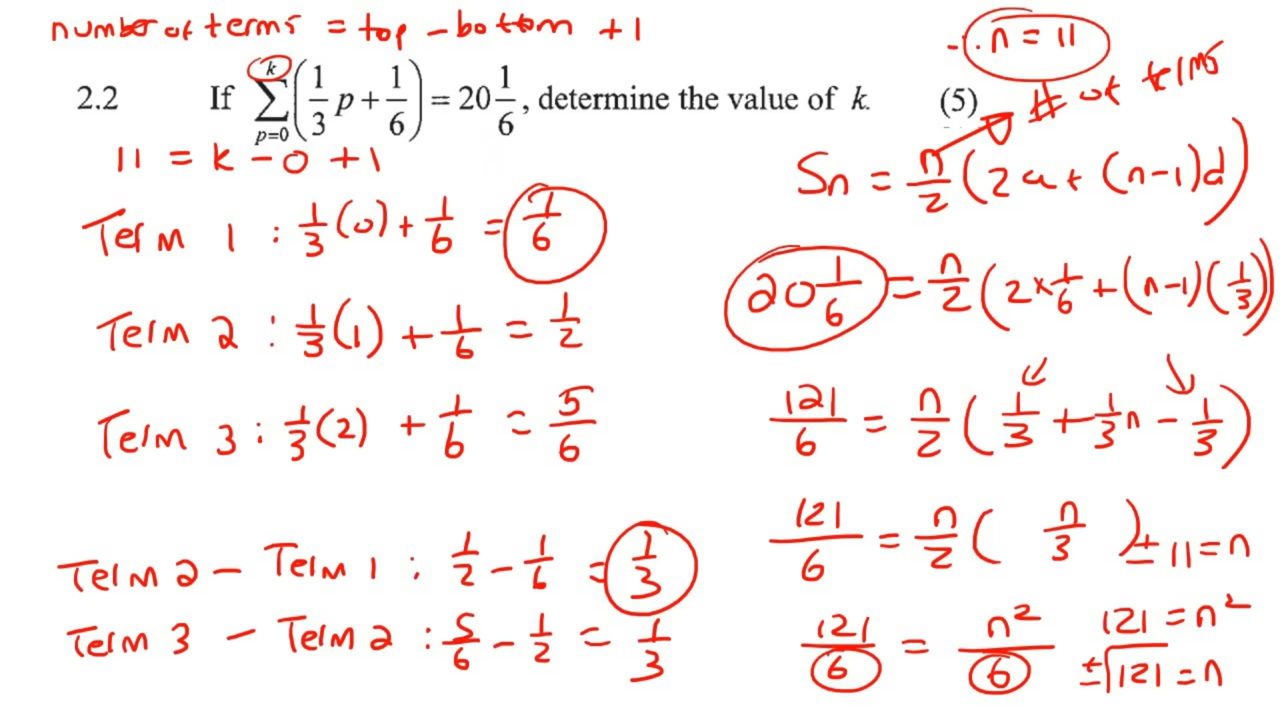 number of terms = top - bottom + 1
n = 11
# of terms
2.2 If \sum_{p=0}^{k} (1/3 p + 1/6) = 20 1/6, determine the value of k. (5)
11 = k - 0 + 1
Sn = n/2 (2a + (n-1)d)
Term 1 : 1/3 (0) + 1/6 = 1/6
20 1/6 = n/2 (2 × 1/6 + (n-1)(1/3))
Term 2 : 1/3 (1) + 1/6 = 1/2
121/6 = n/2 (1/3 + 1/3 n - 1/3)
Term 3 : 1/3 (2) + 1/6 = 5/6
121/6 = n/2 ( n/3 )
± 11 = n
Term 2 - Term 1 : 1/2 - 1/6 = 1/3
Term 3 - Term 2 : 5/6 - 1/2 = 1/3
121/6 = n²/6
121 = n²
±√121 = n